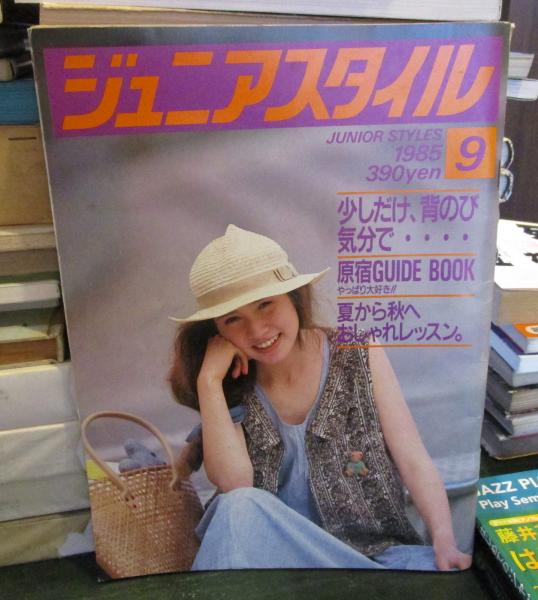 ジュニアスタイル
JUNIOR STYLES
1985
9
390yen
少しだけ、背のび
気分で・・・・
原宿GUIDE BOOK
やっぱり大好き!!
夏から秋へ
おしゃれレッスン。
JAZZ
Play
藤井
は